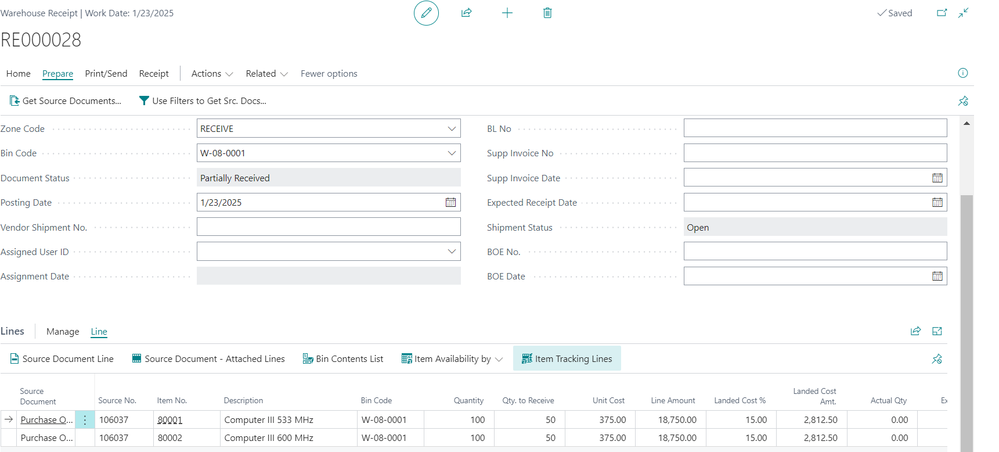 Warehouse Receipt | Work Date: 1/23/2025
Saved
RE000028
Home Prepare Print/Send Receipt Actions Related Fewer options
Get Source Documents... Use Filters to Get Src. Docs...
Zone Code RECEIVE BL No
Bin Code W-08-0001 Supp Invoice No
Document Status Partially Received Supp Invoice Date
Posting Date 1/23/2025 Expected Receipt Date
Vendor Shipment No. Shipment Status Open
Assigned User ID BOE No.
Assignment Date BOE Date
Lines Manage Line
Source Document Line Source Document - Attached Lines Bin Contents List Item Availability by Item Tracking Lines
Source Document Source No. Item No. Description Bin Code Quantity Qty. to Receive Unit Cost Line Amount Landed Cost % Landed Cost Amt. Actual Qty Ex
Purchase O... 106037 80001 Computer III 533 MHz W-08-0001 100 50 375.00 18,750.00 15.00 2,812.50 0.00
Purchase O... 106037 80002 Computer III 600 MHz W-08-0001 100 50 375.00 18,750.00 15.00 2,812.50 0.00